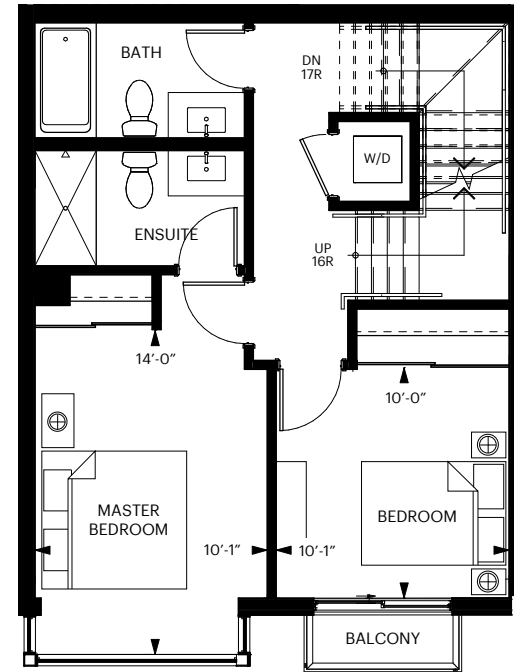 BATH
DN
17R
W/D
ENSUITE
UP
16R
14’-0”
10’-0”
MASTER
BEDROOM
BEDROOM
10’-1”
10’-1”
BALCONY